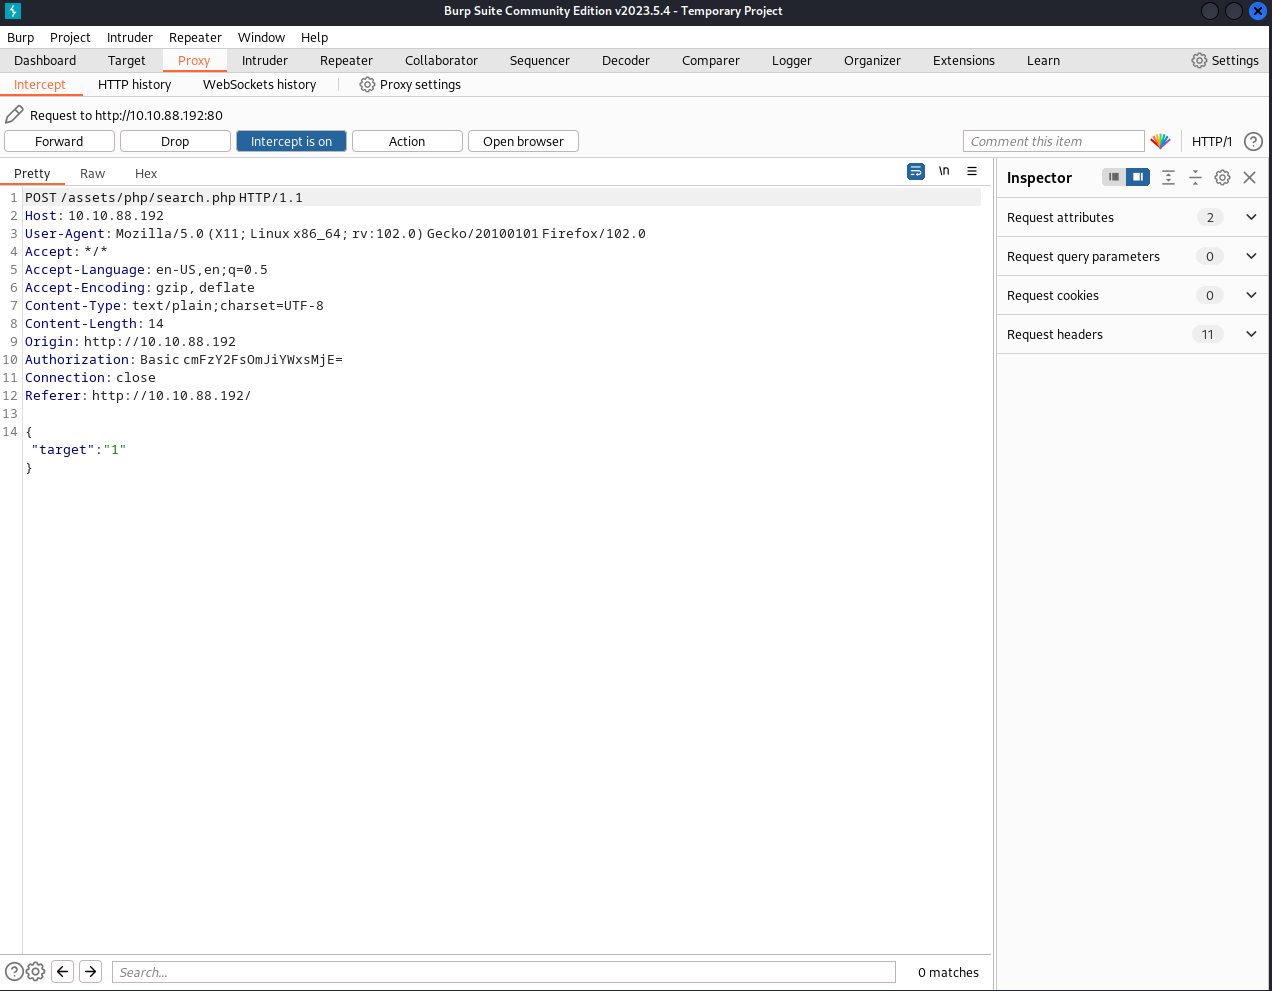 Burp Suite Community Edition v2023.5.4 - Temporary Project
Burp Project Intruder Repeater Window Help
Dashboard Target Proxy Intruder Repeater Collaborator Sequencer Decoder Comparer Logger Organizer Extensions Learn Settings
Intercept HTTP history WebSockets history Proxy settings
Request to http://10.10.88.192:80
Forward Drop Intercept is on Action Open browser Comment this item HTTP/1 ?
Pretty Raw Hex \n
Inspector
1 POST /assets/php/search.php HTTP/1.1
2 Host: 10.10.88.192
3 User-Agent: Mozilla/5.0 (X11; Linux x86_64; rv:102.0) Gecko/20100101 Firefox/102.0
4 Accept: */*
5 Accept-Language: en-US,en;q=0.5
6 Accept-Encoding: gzip, deflate
7 Content-Type: text/plain;charset=UTF-8
8 Content-Length: 14
9 Origin: http://10.10.88.192
10 Authorization: Basic cmFzY2FsOmJiYWxsMjE=
11 Connection: close
12 Referer: http://10.10.88.192/
13
14 {
"target":"1"
}
Request attributes 2
Request query parameters 0
Request cookies 0
Request headers 11
? Search... 0 matches